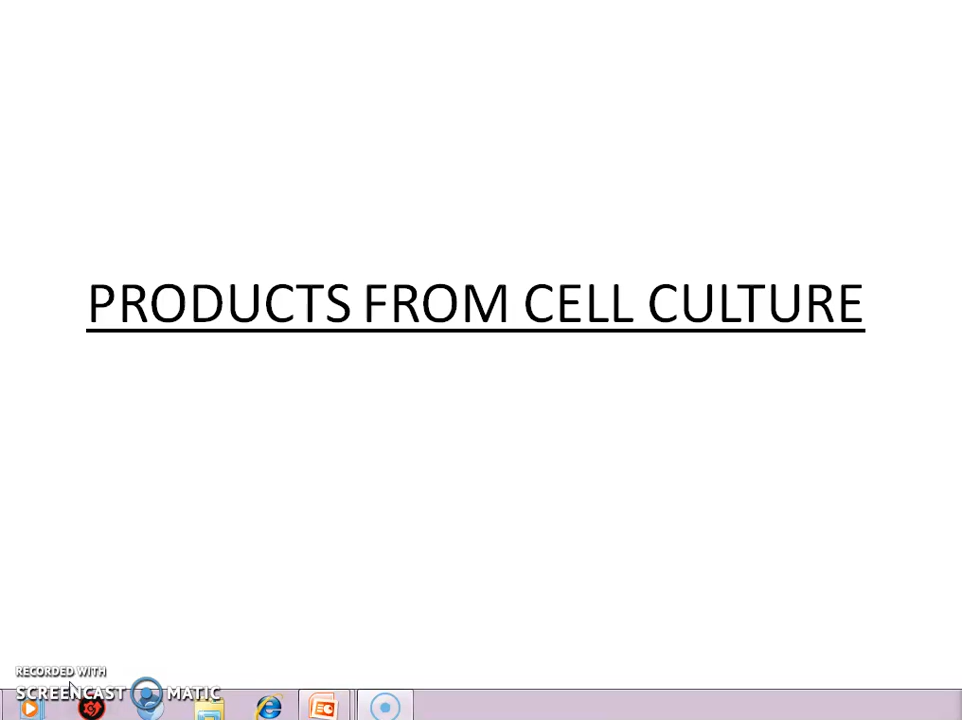 PRODUCTS FROM CELL CULTURE
RECORDED WITH
SCREENCAST MATIC